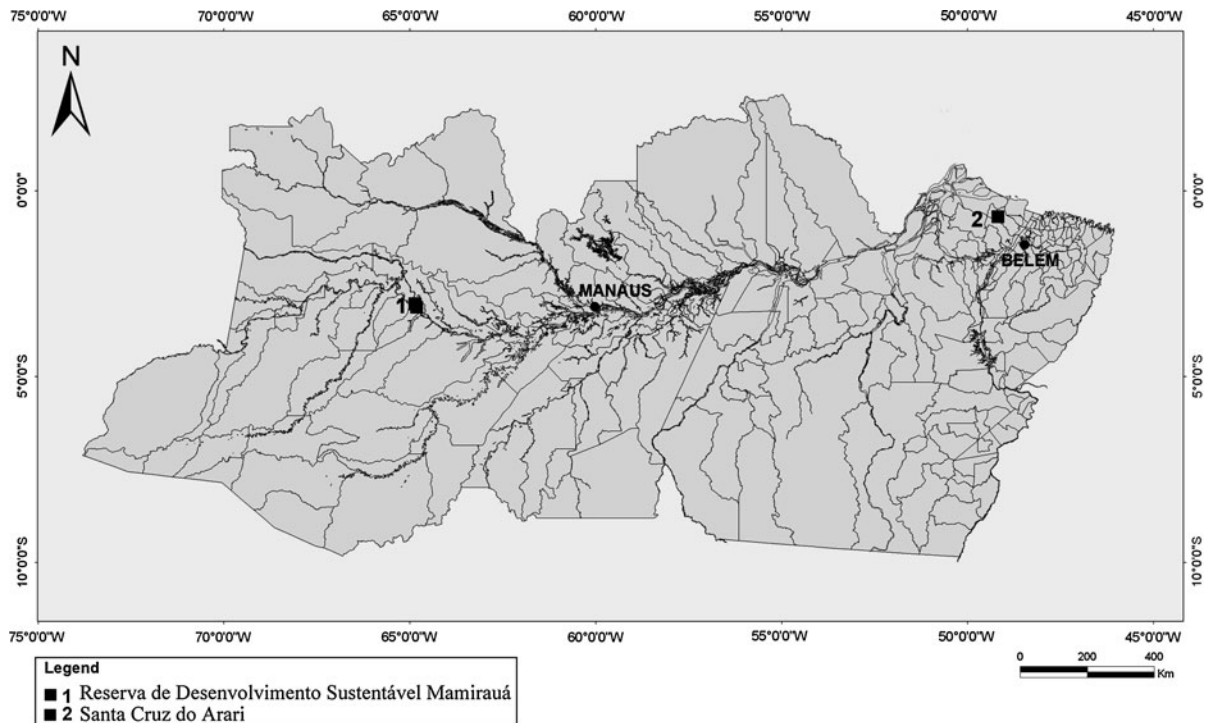 75°0'0"W 70°0'0"W 65°0'0"W 60°0'0"W 55°0'0"W 50°0'0"W 45°0'0"W
N
0°0'0" 0°0'0"
2
BELÉM
MANAUS
1
5°0'0"S 5°0'0"S
10°0'0"S 10°0'0"S
75°0'0"W 70°0'0"W 65°0'0"W 60°0'0"W 55°0'0"W 50°0'0"W 45°0'0"W
Legend
1 Reserva de Desenvolvimento Sustentável Mamirauá
2 Santa Cruz do Arari
0 200 400
Km